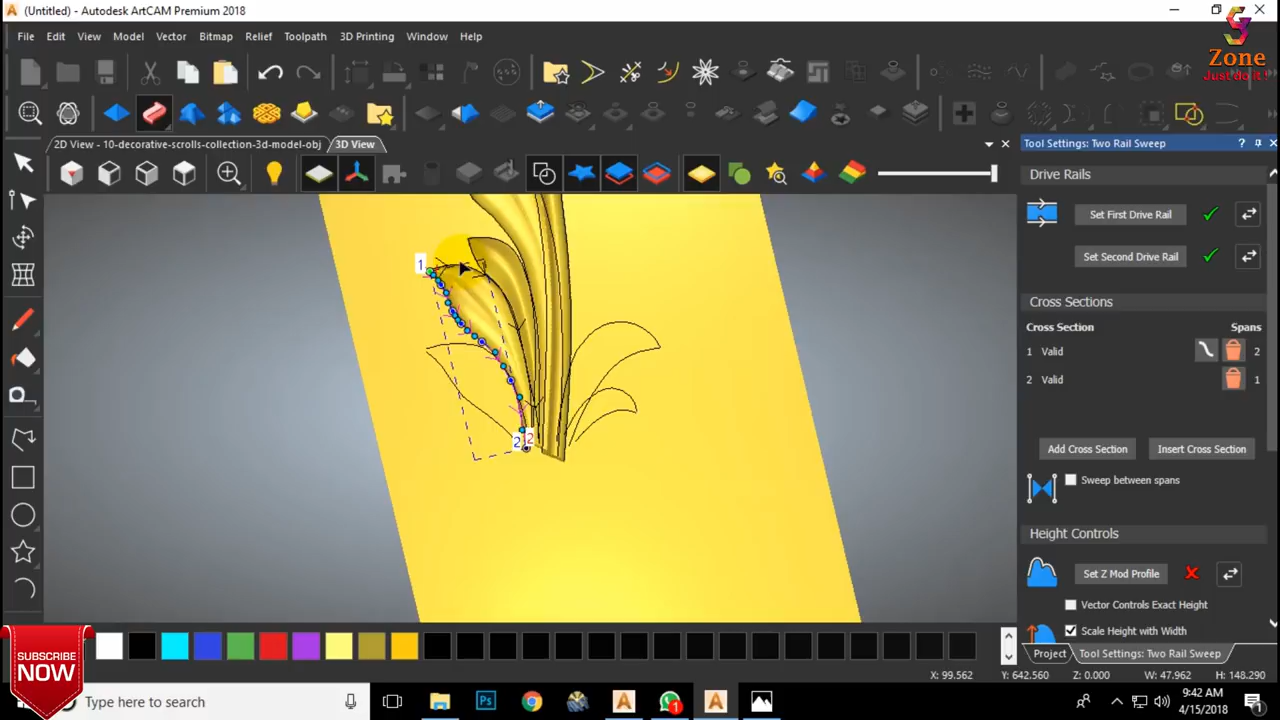 (Untitled) - Autodesk ArtCAM Premium 2018
File Edit View Model Vector Bitmap Relief Toolpath 3D Printing Window Help
Zone
Just do it !
2D View - 10-decorative-scrolls-collection-3d-model-obj 3D View
Tool Settings: Two Rail Sweep
Drive Rails
Set First Drive Rail
Set Second Drive Rail
Cross Sections
Cross Section Spans
1 Valid 2
2 Valid 1
Add Cross Section Insert Cross Section
Sweep between spans
Height Controls
Set Z Mod Profile
Vector Controls Exact Height
Scale Height with Width
Project Tool Settings: Two Rail Sweep
1
2 2
X: 99.562 Y: 642.560 Z: 0.000 W: 47.962 H: 148.290
SUBSCRIBE
NOW
Type here to search
1
9:42 AM
4/15/2018
1